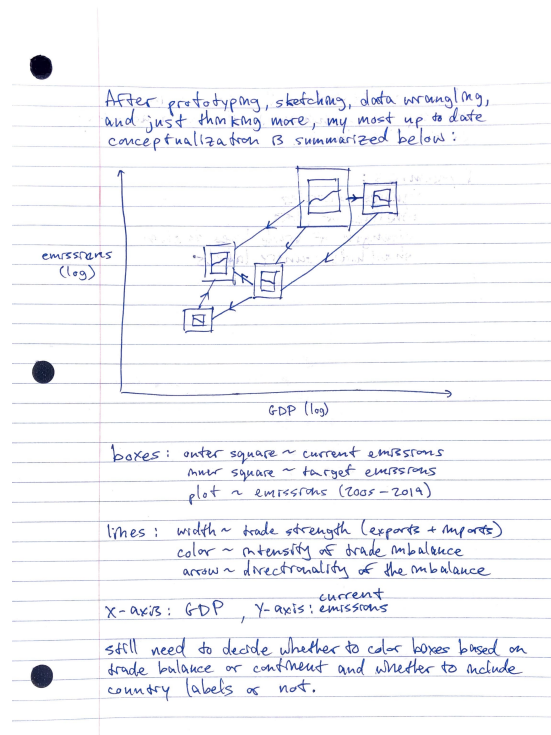 After prototyping, sketching, data wrangling,
and just thinking more, my most up to date
conceptualization is summarized below:
emissions
(log)
GDP (log)
boxes: outer square ~ current emissions
inner square ~ target emissions
plot ~ emissions (2005-2019)
lines: width ~ trade strength (exports + imports)
color ~ intensity of trade imbalance
arrow ~ directionality of the imbalance
X-axis: GDP, Y-axis: current emissions
still need to decide whether to color boxes based on
trade balance or continent and whether to include
country labels or not.